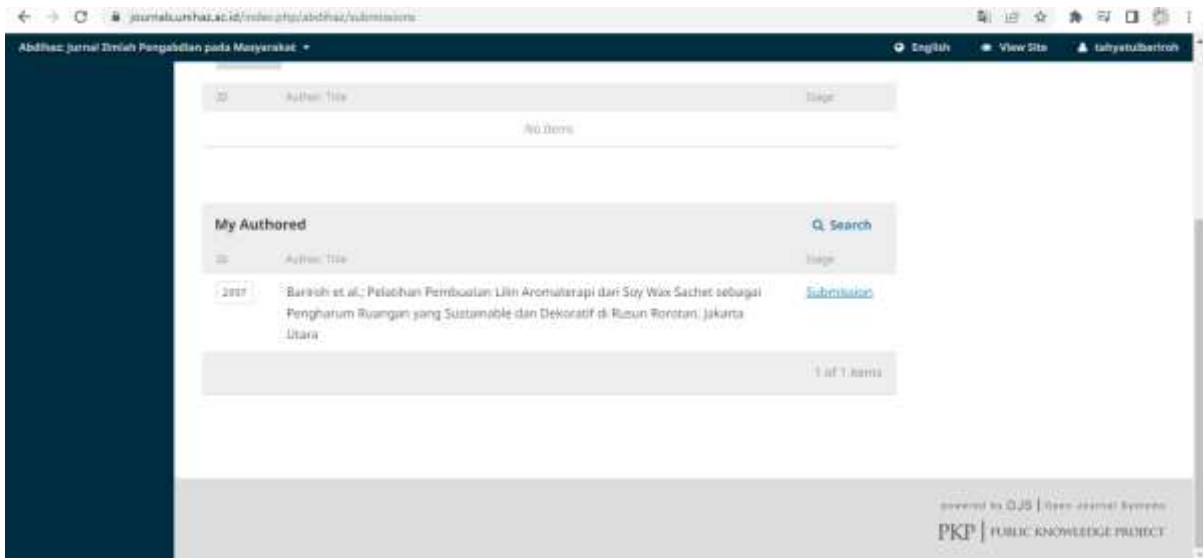 journals.unihaz.ac.id/index.php/abdihaz/submissions
Abdihaz: Jurnal Ilmiah Pengabdian pada Masyarakat
English
View Site
tahyatulbariroh
ID
Author; Title
Stage
No Items
My Authored
Search
ID
Author; Title
Stage
Bariroh et al.; Pelatihan Pembuatan Lilin Aromaterapi dan Soy Wax Sachet sebagai
Pengharum Ruangan yang Sustainable dan Dekoratif di Rusun Rorotan, Jakarta
Utara
Submission
1 of 1 items
powered by OJS | Open Journal Systems
PKP | PUBLIC KNOWLEDGE PROJECT